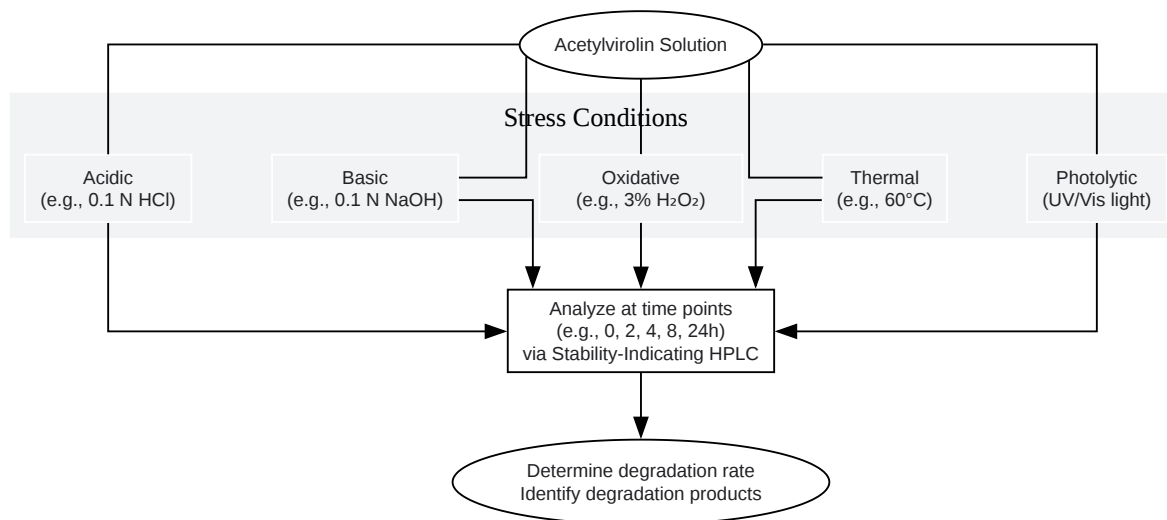 Acetylvirolin Solution
Stress Conditions
Acidic
(e.g., 0.1 N HCl)
Basic
(e.g., 0.1 N NaOH)
Oxidative
(e.g., 3% H₂O₂)
Thermal
(e.g., 60°C)
Photolytic
(UV/Vis light)
Analyze at time points
(e.g., 0, 2, 4, 8, 24h)
via Stability-Indicating HPLC
Determine degradation rate
Identify degradation products